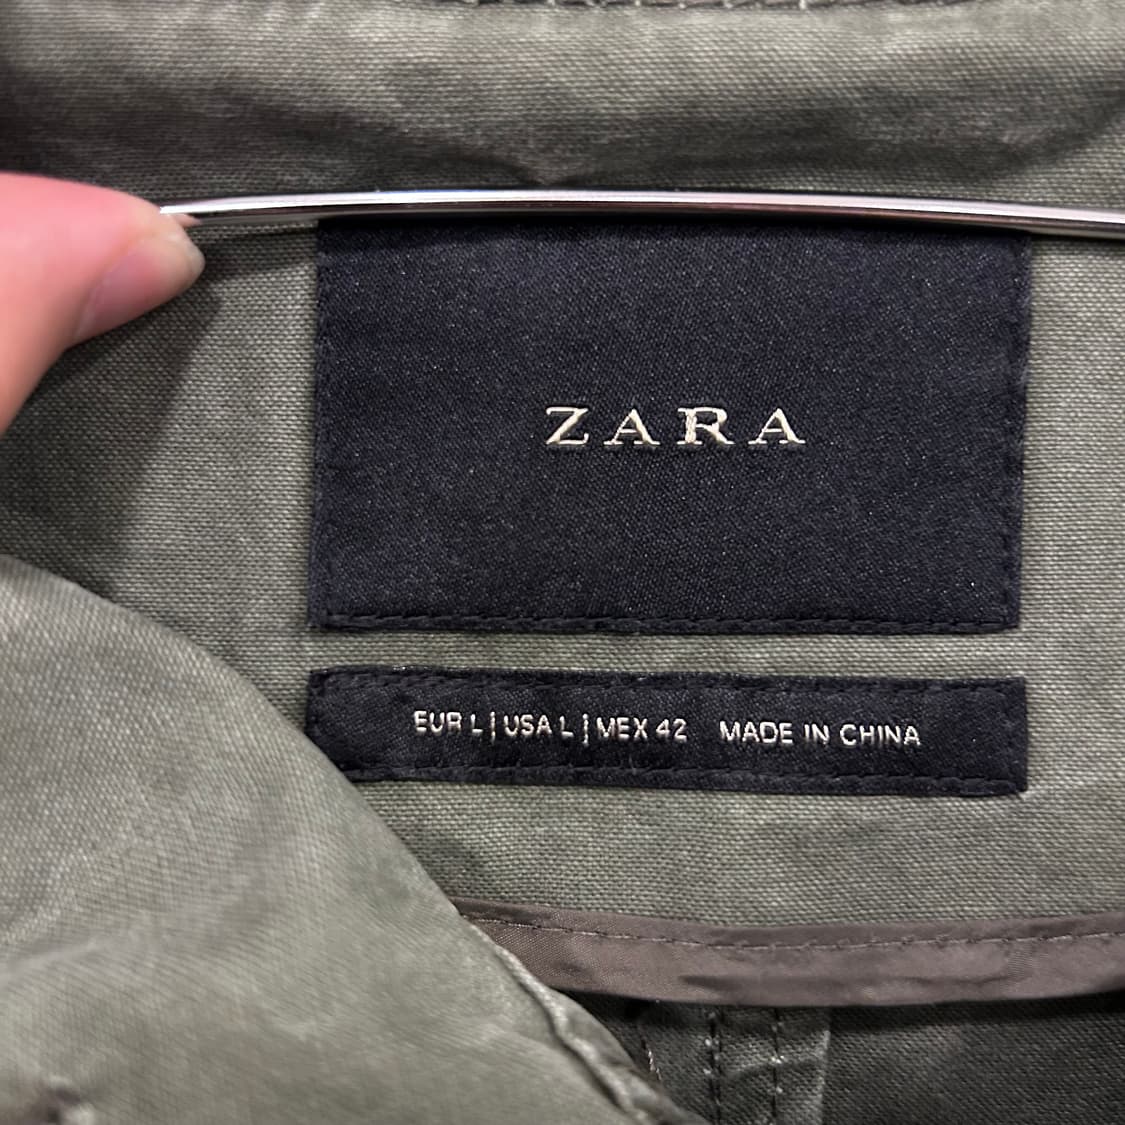 ZARA
EUR L | USA L | MEX 42 MADE IN CHINA